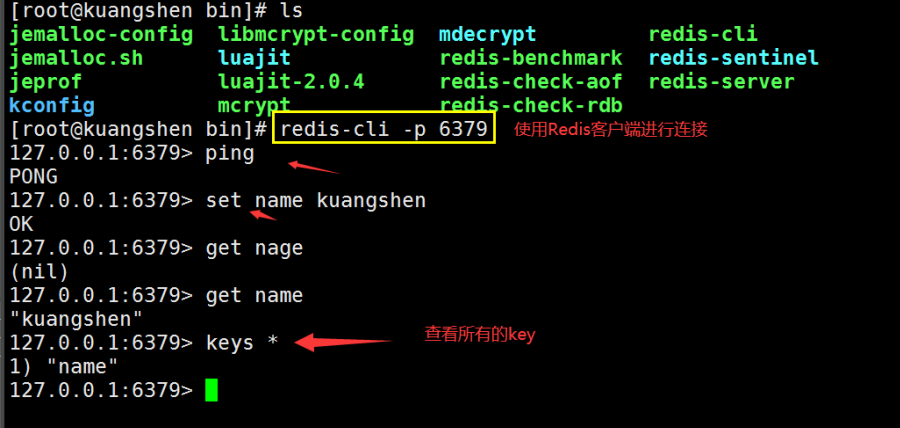 [root@kuangshen bin]# ls
jemalloc-config libmcrypt-config mdecrypt redis-cli
jemalloc.sh luajit redis-benchmark redis-sentinel
jeprof luajit-2.0.4 redis-check-aof redis-server
kconfig mcrypt redis-check-rdb
[root@kuangshen bin]# redis-cli -p 6379 使用Redis客户端进行连接
127.0.0.1:6379> ping
PONG
127.0.0.1:6379> set name kuangshen
OK
127.0.0.1:6379> get nage
(nil)
127.0.0.1:6379> get name
"kuangshen"
127.0.0.1:6379> keys * 查看所有的key
1) "name"
127.0.0.1:6379>